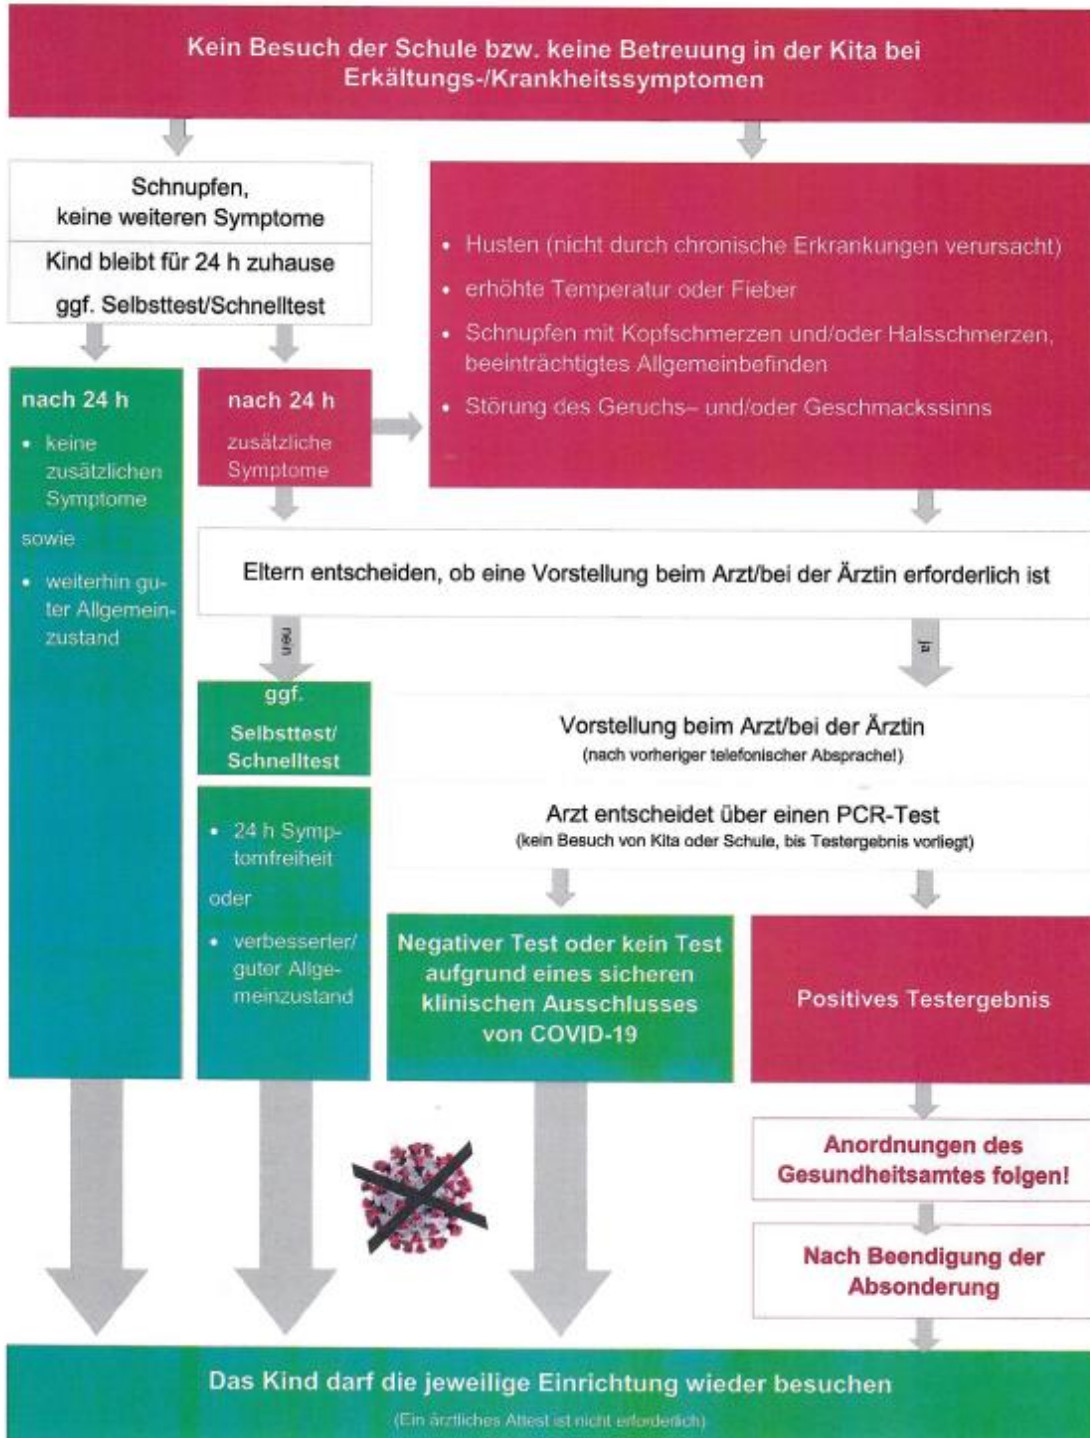 Kein Besuch der Schule bzw. keine Betreuung in der Kita bei
Erkältungs-/Krankheitssymptomen
Schnupfen,
keine weiteren Symptome
Kind bleibt für 24 h zuhause
ggf. Selbsttest/Schnelltest
• Husten (nicht durch chronische Erkrankungen verursacht)
• erhöhte Temperatur oder Fieber
• Schnupfen mit Kopfschmerzen und/oder Halsschmerzen,
beeinträchtigtes Allgemeinbefinden
• Störung des Geruchs– und/oder Geschmackssinns
nach 24 h
• keine
zusätzlichen
Symptome
sowie
• weiterhin gu-
ter Allgemein-
zustand
nach 24 h
zusätzliche
Symptome
Eltern entscheiden, ob eine Vorstellung beim Arzt/bei der Ärztin erforderlich ist
nein
ja
ggf.
Selbsttest/
Schnelltest
• 24 h Symp-
tomfreiheit
oder
• verbesserter/
guter Allge-
meinzustand
Vorstellung beim Arzt/bei der Ärztin
(nach vorheriger telefonischer Absprache!)
Arzt entscheidet über einen PCR-Test
(kein Besuch von Kita oder Schule, bis Testergebnis vorliegt)
Negativer Test oder kein Test
aufgrund eines sicheren
klinischen Ausschlusses
von COVID-19
Positives Testergebnis
Anordnungen des
Gesundheitsamtes folgen!
Nach Beendigung der
Absonderung
Das Kind darf die jeweilige Einrichtung wieder besuchen
(Ein ärztliches Attest ist nicht erforderlich)